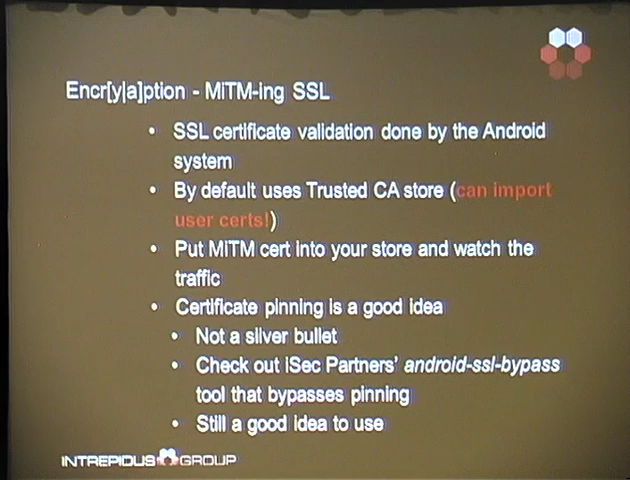 Encr[y|a]ption - MiTM-ing SSL
• SSL certificate validation done by the Android
system
• By default uses Trusted CA store (can import
user certs!)
• Put MiTM cert into your store and watch the
traffic
• Certificate pinning is a good idea
• Not a silver bullet
• Check out iSec Partners' android-ssl-bypass
tool that bypasses pinning
• Still a good idea to use
INTREPIDUS GROUP